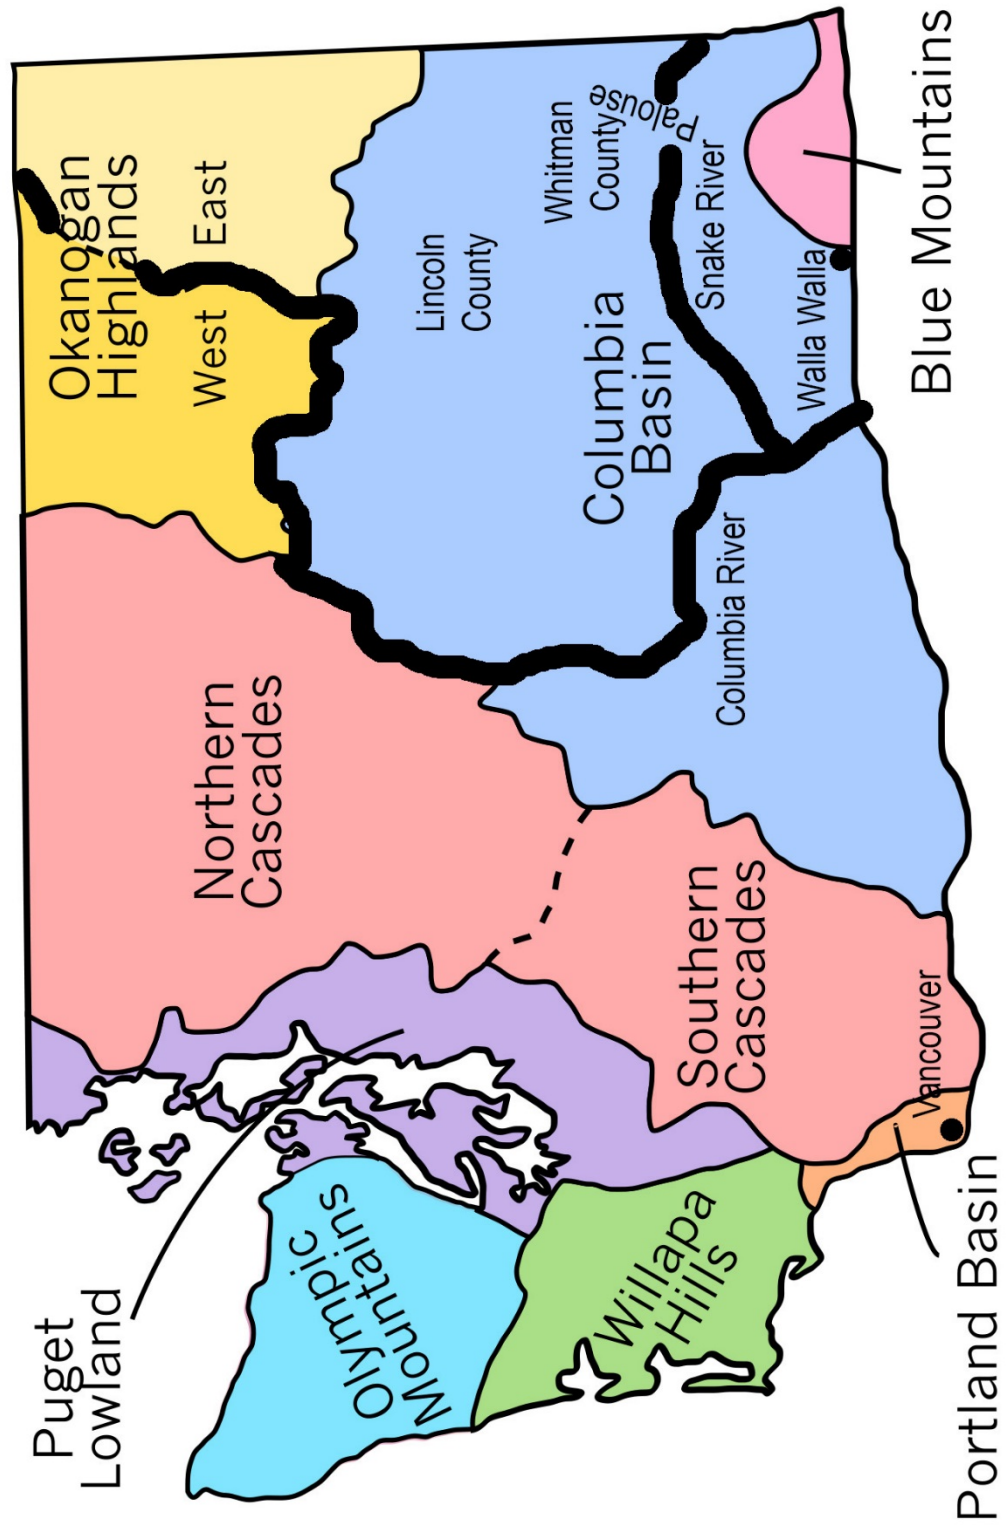 Puget
Lowland
Olympic
Mountains
Willapa
Hills
Portland Basin
Vancouver
Northern
Cascades
Southern
Cascades
Okanogan
Highlands
West
East
Columbia
Basin
Columbia River
Lincoln
County
Whitman
County
Palouse
Snake River
Walla Walla
Blue Mountains